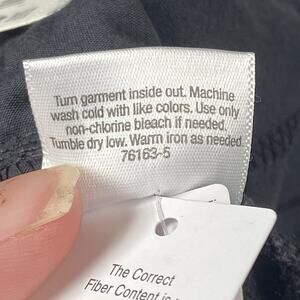 Turn garment inside out. Machine
wash cold with like colors. Use only
non-chlorine bleach if needed.
Tumble dry low. Warm iron as needed
76163-5
The Correct
Fiber Content is